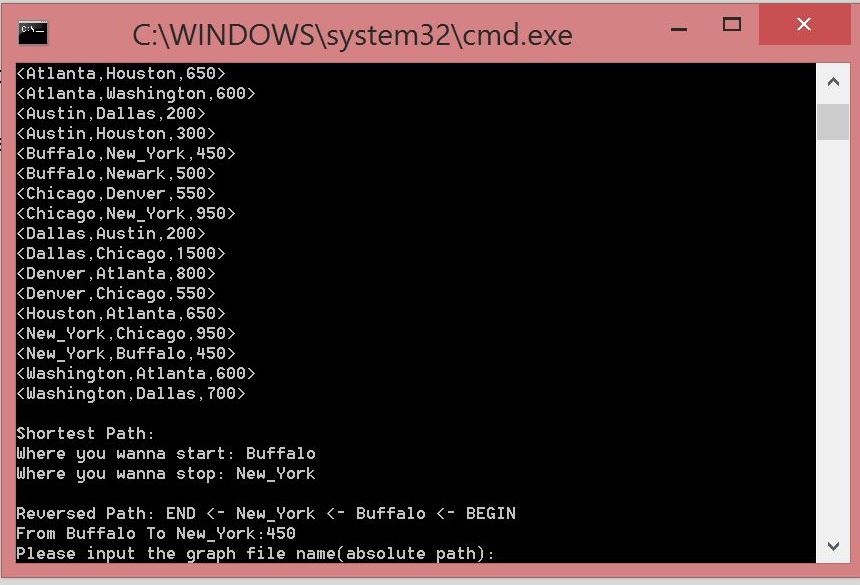 C:\WINDOWS\system32\cmd.exe
<Atlanta,Houston,650>
<Atlanta,Washington,600>
<Austin,Dallas,200>
<Austin,Houston,300>
<Buffalo,New_York,450>
<Buffalo,Newark,500>
<Chicago,Denver,550>
<Chicago,New_York,950>
<Dallas,Austin,200>
<Dallas,Chicago,1500>
<Denver,Atlanta,800>
<Denver,Chicago,550>
<Houston,Atlanta,650>
<New_York,Chicago,950>
<New_York,Buffalo,450>
<Washington,Atlanta,600>
<Washington,Dallas,700>
Shortest Path:
Where you wanna start: Buffalo
Where you wanna stop: New_York
Reversed Path: END <- New_York <- Buffalo <- BEGIN
From Buffalo To New_York:450
Please input the graph file name(absolute path):